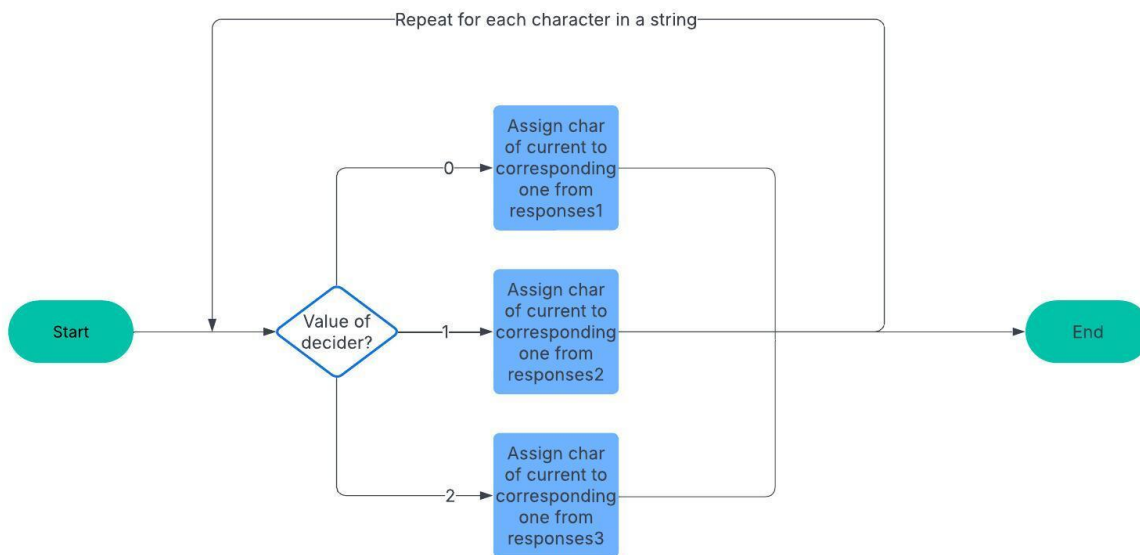 Repeat for each character in a string
Assign char
of current to
corresponding
one from
responses1
0
Start
Value of
decider?
1
Assign char
of current to
corresponding
one from
responses2
End
2
Assign char
of current to
corresponding
one from
responses3